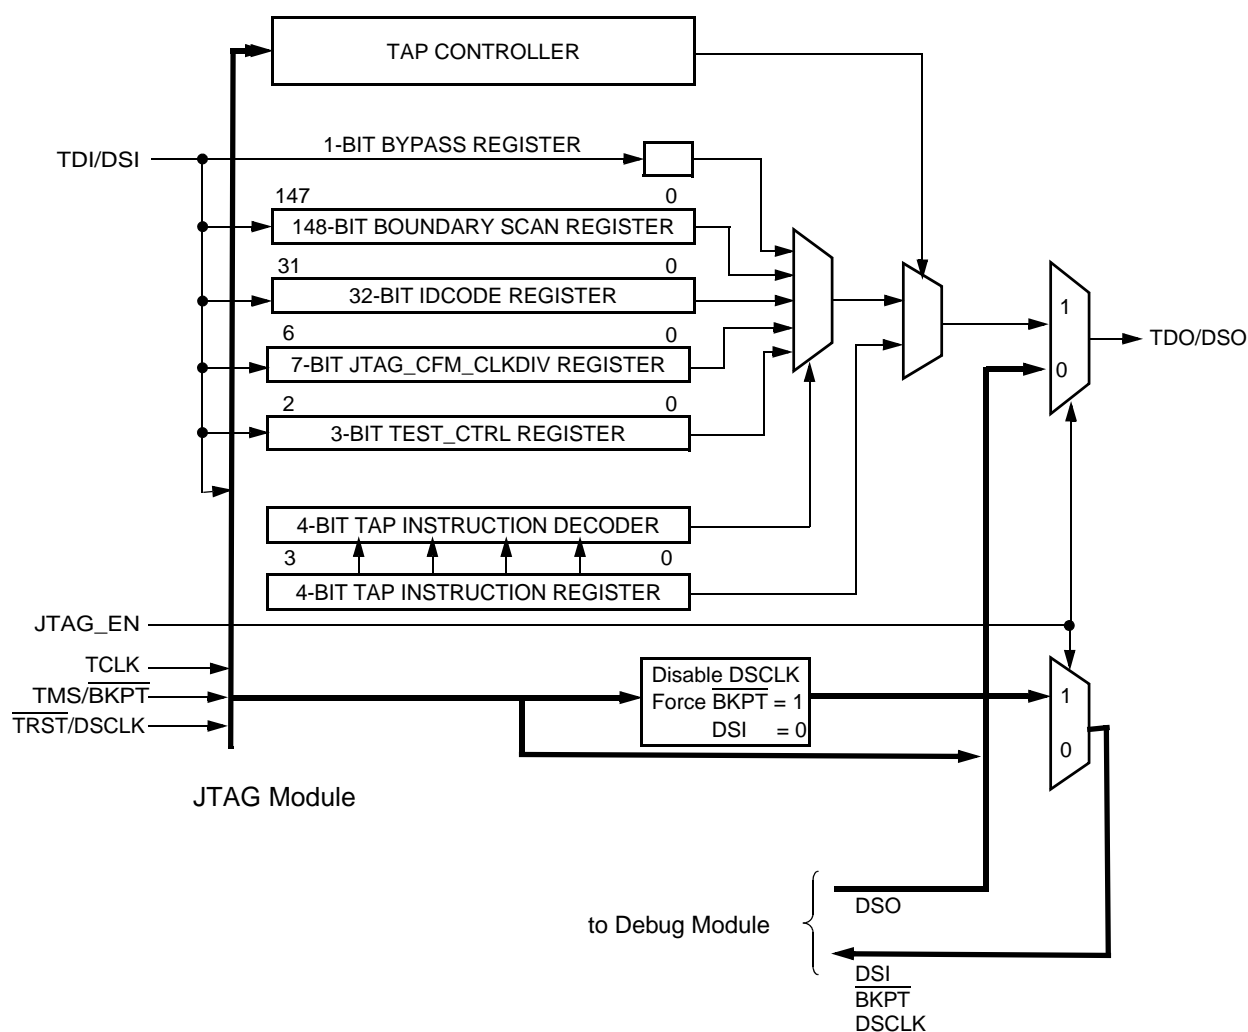 TAP CONTROLLER
TDI/DSI
1-BIT BYPASS REGISTER
147 0
148-BIT BOUNDARY SCAN REGISTER
31 0
32-BIT IDCODE REGISTER
6 0
7-BIT JTAG_CFM_CLKDIV REGISTER
2 0
3-BIT TEST_CTRL REGISTER
4-BIT TAP INSTRUCTION DECODER
3 0
4-BIT TAP INSTRUCTION REGISTER
1
0
TDO/DSO
JTAG_EN
TCLK
TMS/BKPT
TRST/DSCLK
Disable DSCLK
Force BKPT = 1
DSI = 0
1
0
JTAG Module
to Debug Module
DSO
DSI
BKPT
DSCLK